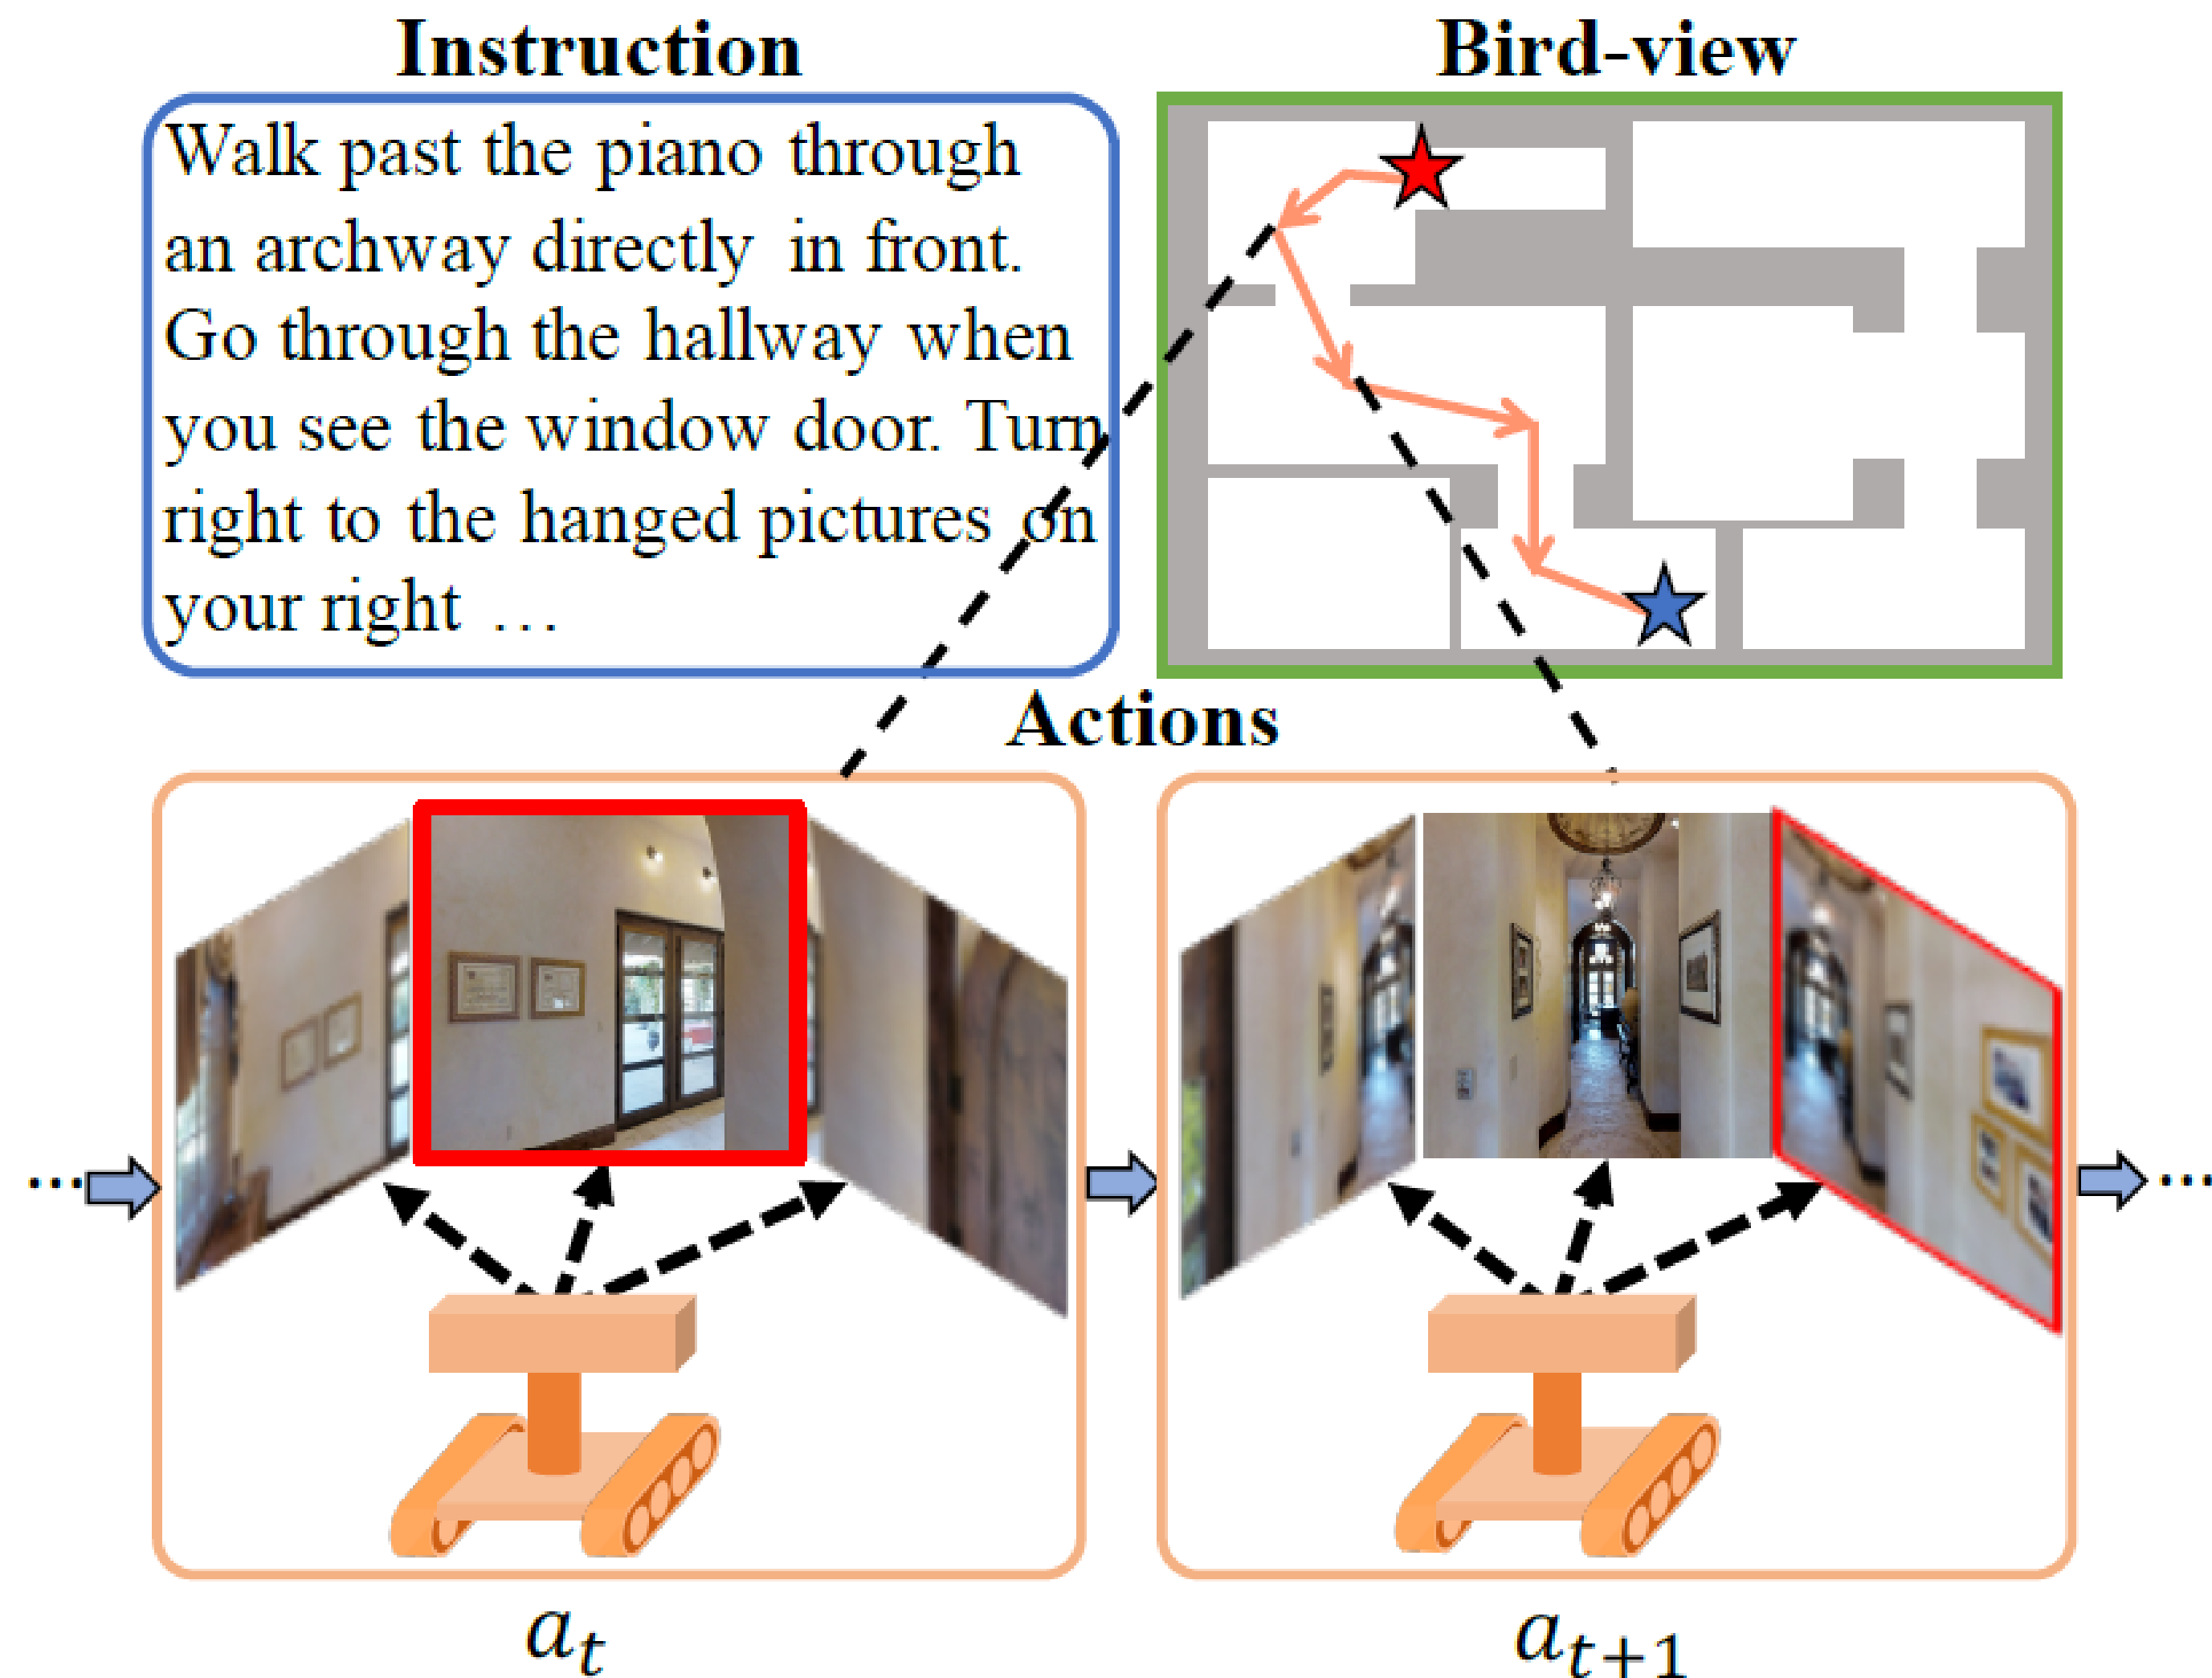 Instruction
Walk past the piano through
an archway directly in front.
Go through the hallway when
you see the window door. Turn
right to the hanged pictures on
your right …
Bird-view
Actions
...
...
a_t
a_{t+1}